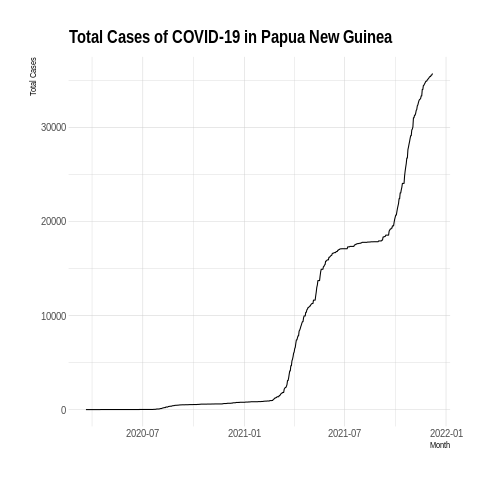 Total Cases of COVID-19 in Papua New Guinea
Total Cases
30000
20000
10000
0
2020-07 2021-01 2021-07 2022-01
Month